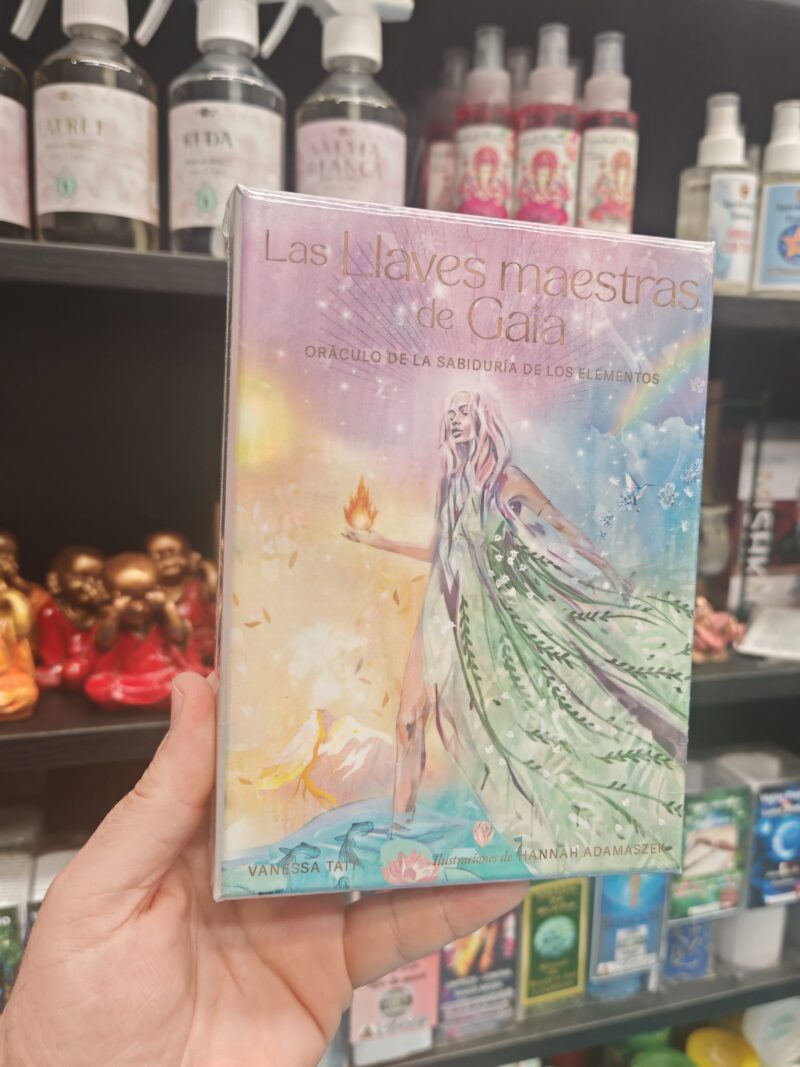 RUDA
SALVIA
BLANCA
Las Llaves maestras
de Gaia
ORÁCULO DE LA SABIDURÍA DE LOS ELEMENTOS
VANESSA TAIT
Ilustraciones de HANNAH ADAMASZEK